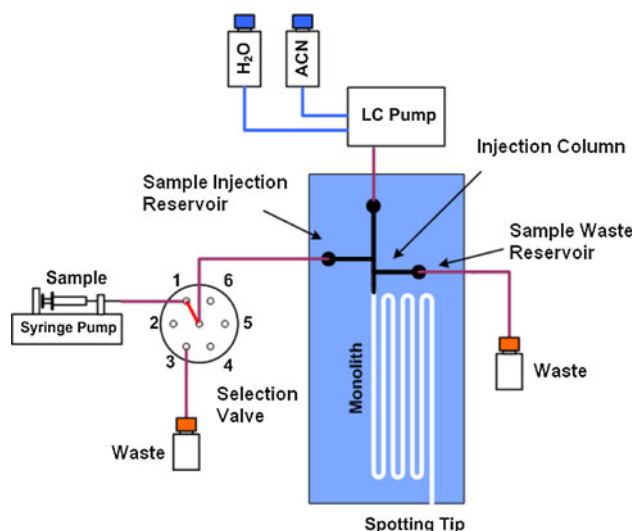 H₂O
ACN
LC Pump
Injection Column
Sample Injection
Reservoir
Sample Waste
Reservoir
Sample
Syringe Pump
1
6
2
5
3
4
Selection
Valve
Waste
Monolith
Waste
Spotting Tip